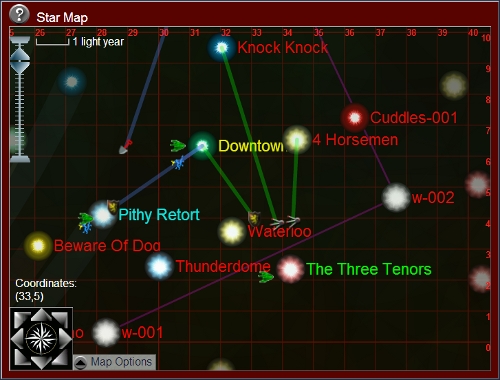 ? Star Map
1 light year
26 27 28 29 30 31 32 33 34 35 36 37 38 39 10
9
8
7
6
5
4
3
2
1
0
Knock Knock
Cuddles-001
Downtow
4 Horsemen
w-002
Pithy Retort
Waterloo
Beware Of Dog
Thunderdome
The Three Tenors
Coordinates:
(33,5)
no
w-001
Map Options